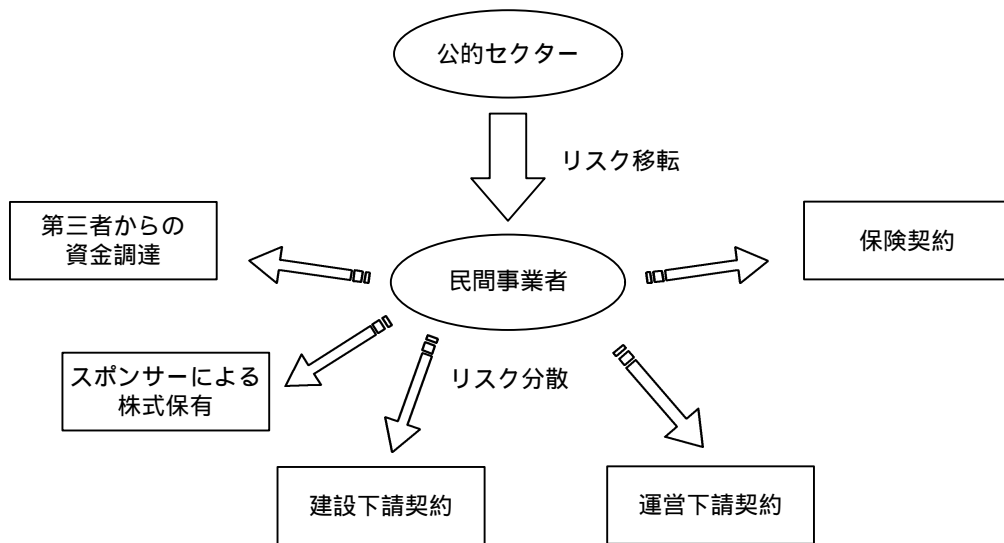 公的セクター
リスク移転
第三者からの
資金調達
保険契約
民間事業者
スポンサーによる
株式保有
リスク分散
建設下請契約
運営下請契約